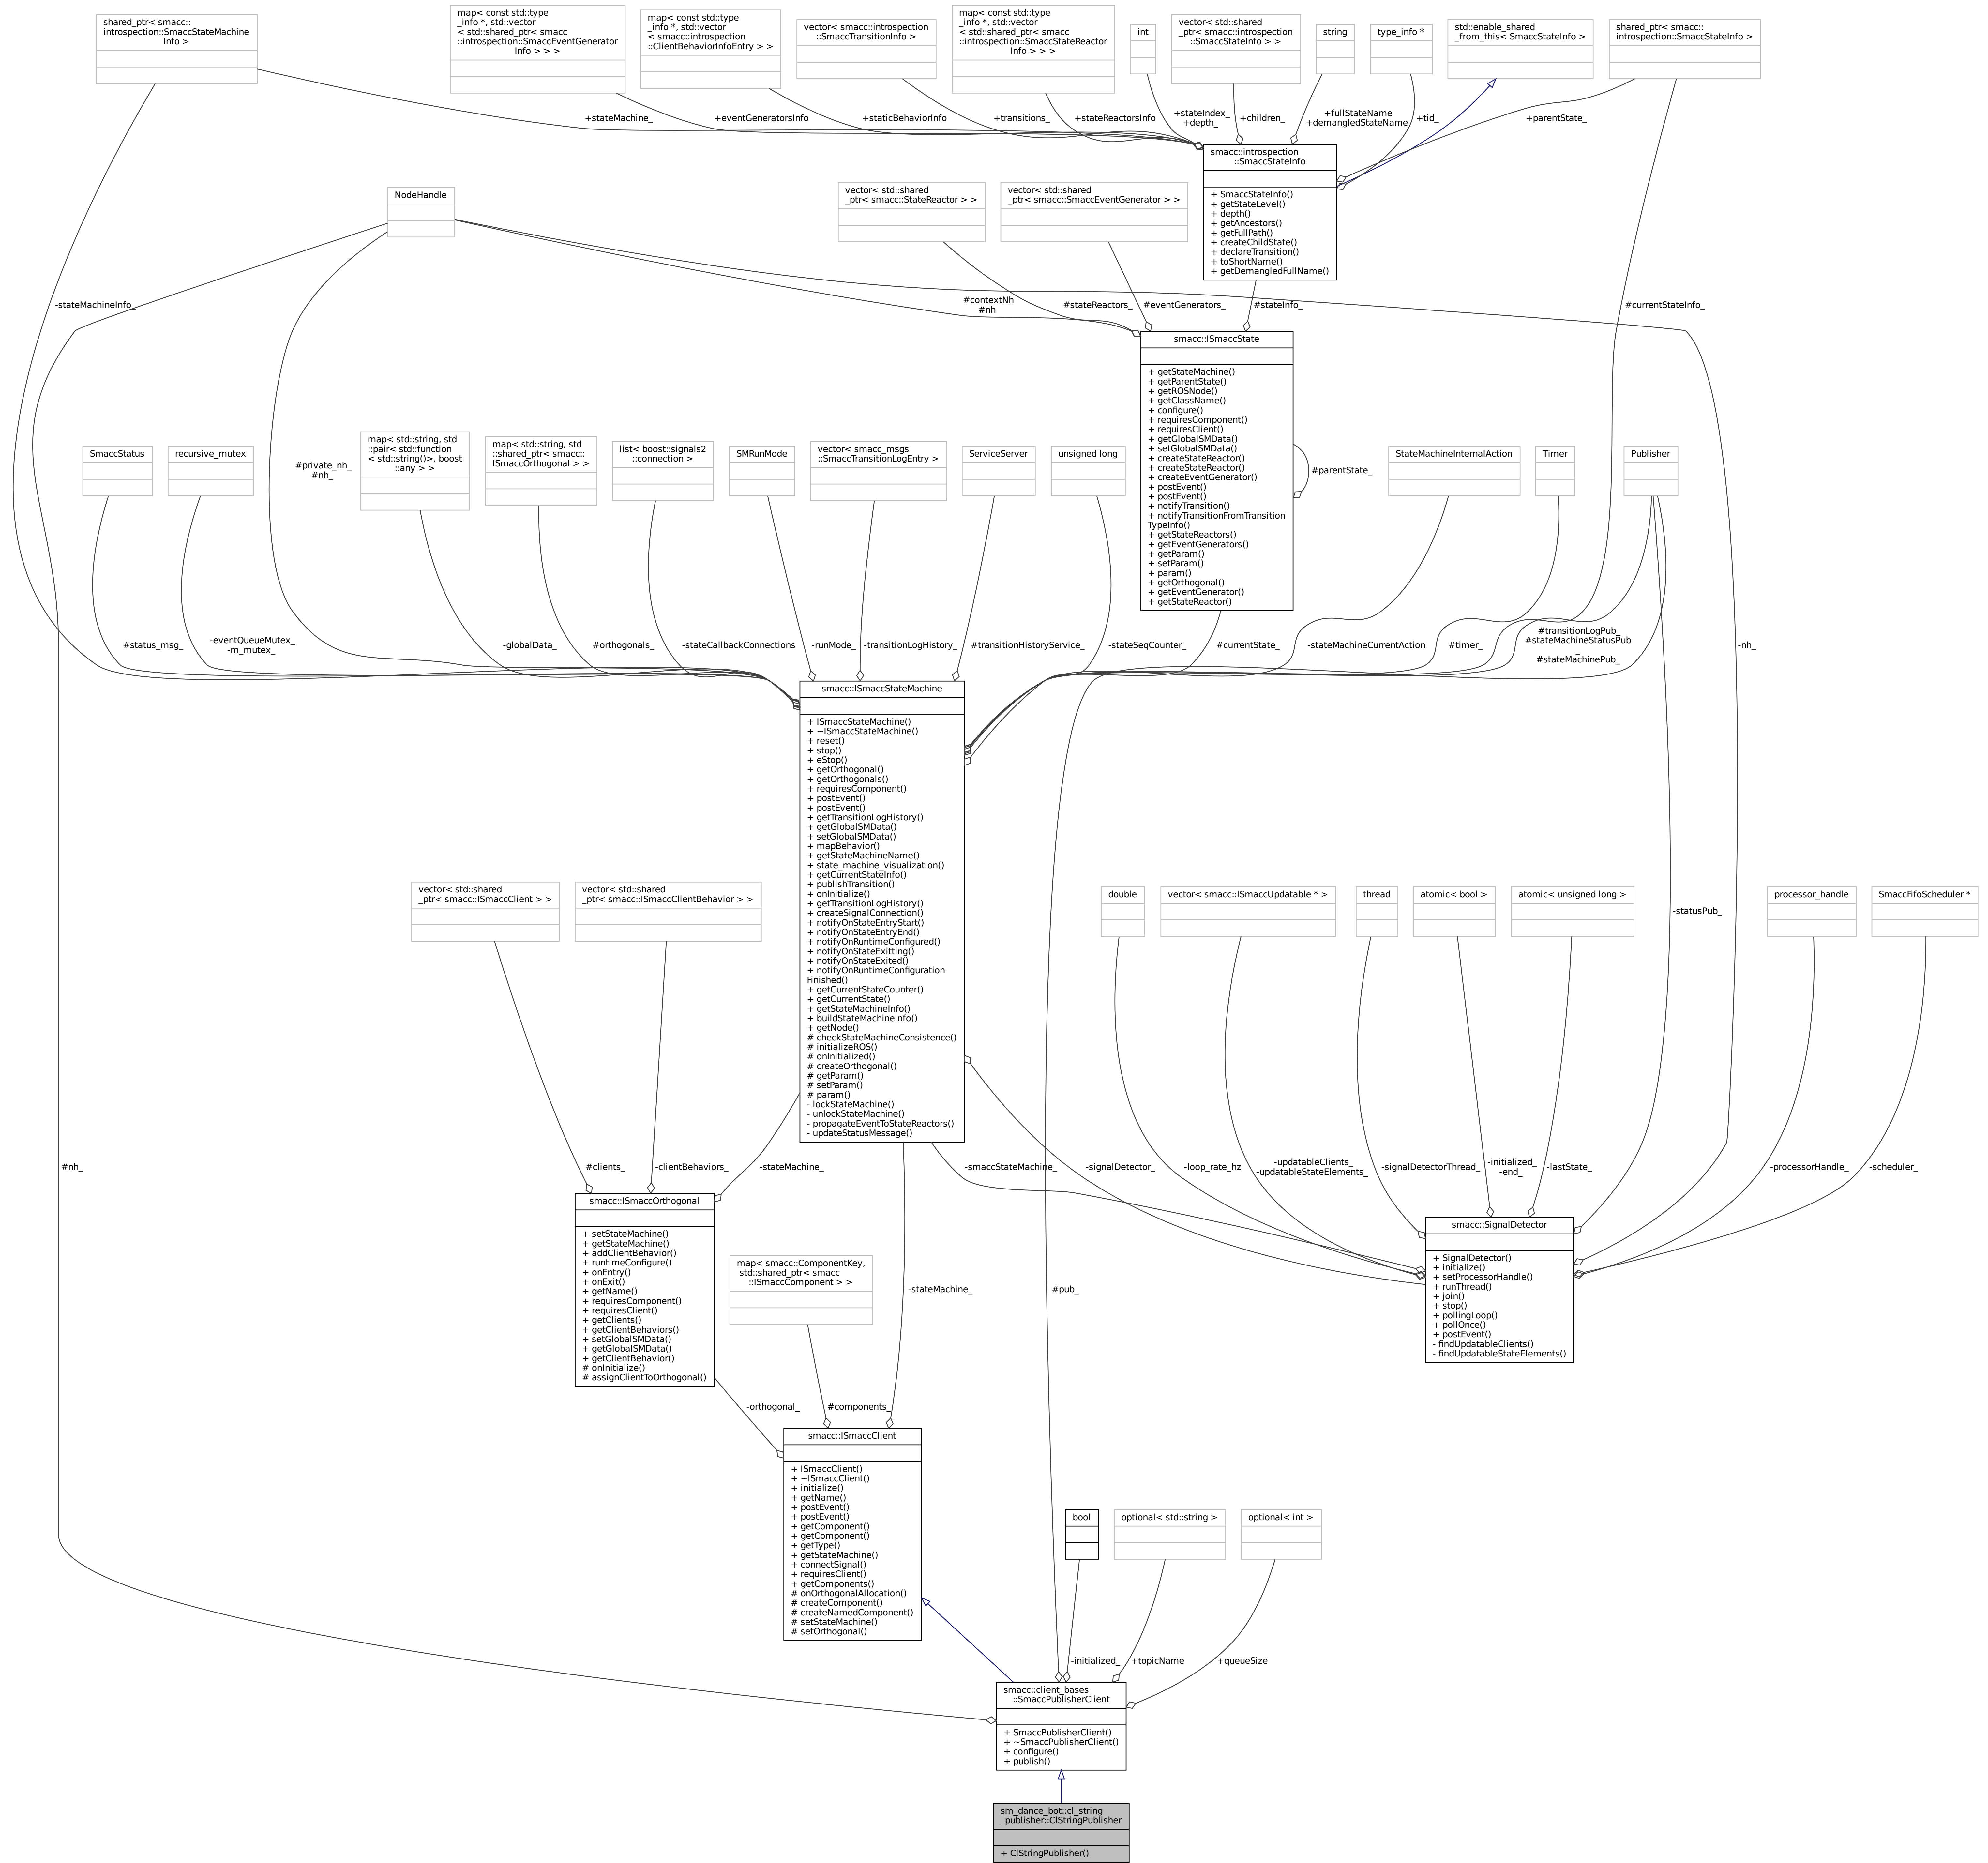 shared_ptr< smacc::
introspection::SmaccStateMachine
Info >
map< const std::type
_info *, std::vector
< std::shared_ptr< smacc
::introspection::SmaccEventGenerator
Info > > >
map< const std::type
_info *, std::vector
< smacc::introspection
::ClientBehaviorInfoEntry > >
vector< smacc::introspection
::SmaccTransitionInfo >
map< const std::type
_info *, std::vector
< std::shared_ptr< smacc
::introspection::SmaccStateReactor
Info > > >
int
vector< std::shared
_ptr< smacc::introspection
::SmaccStateInfo > >
string
type_info *
std::enable_shared
_from_this< SmaccStateInfo >
shared_ptr< smacc::
introspection::SmaccStateInfo >
+stateMachine_
+eventGeneratorsInfo
+staticBehaviorInfo
+transitions_
+stateReactorsInfo
+stateIndex_
+depth_
+children_
+fullStateName
+demangledStateName
+tid_
+parentState_
smacc::introspection
::SmaccStateInfo
+ SmaccStateInfo()
+ getStateLevel()
+ depth()
+ getAncestors()
+ getFullPath()
+ createChildState()
+ declareTransition()
+ toShortName()
+ getDemangledFullName()
NodeHandle
vector< std::shared
_ptr< smacc::StateReactor > >
vector< std::shared
_ptr< smacc::SmaccEventGenerator > >
-stateMachineInfo_
#contextNh
#nh
#stateReactors_
#eventGenerators_
#stateInfo_
#currentStateInfo_
smacc::ISmaccState
+ getStateMachine()
+ getParentState()
+ getROSNode()
+ getClassName()
+ configure()
+ requiresComponent()
+ requiresClient()
+ getGlobalSMData()
+ setGlobalSMData()
+ createStateReactor()
+ createStateReactor()
+ createEventGenerator()
+ postEvent()
+ postEvent()
+ notifyTransition()
+ notifyTransitionFromTransition
TypeInfo()
+ getStateReactors()
+ getEventGenerators()
+ getParam()
+ setParam()
+ param()
+ getOrthogonal()
+ getEventGenerator()
+ getStateReactor()
#parentState_
SmaccStatus
recursive_mutex
#private_nh_
#nh_
map< std::string, std
::pair< std::function
< std::string()>, boost
::any > >
map< std::string, std
::shared_ptr< smacc::
ISmaccOrthogonal > >
list< boost::signals2
::connection >
SMRunMode
vector< smacc_msgs
::SmaccTransitionLogEntry >
ServiceServer
unsigned long
StateMachineInternalAction
Timer
Publisher
#status_msg_
-eventQueueMutex_
-m_mutex_
-globalData_
#orthogonals_
-stateCallbackConnections
-runMode_
-transitionLogHistory_
#transitionHistoryService_
-stateSeqCounter_
#currentState_
-stateMachineCurrentAction
#timer_
#transitionLogPub_
#stateMachineStatusPub
_
#stateMachinePub_
-nh_
smacc::ISmaccStateMachine
+ ISmaccStateMachine()
+ ~ISmaccStateMachine()
+ reset()
+ stop()
+ eStop()
+ getOrthogonal()
+ getOrthogonals()
+ requiresComponent()
+ postEvent()
+ postEvent()
+ getTransitionLogHistory()
+ getGlobalSMData()
+ setGlobalSMData()
+ mapBehavior()
+ getStateMachineName()
+ state_machine_visualization()
+ getCurrentStateInfo()
+ publishTransition()
+ onInitialize()
+ getTransitionLogHistory()
+ createSignalConnection()
+ notifyOnStateEntryStart()
+ notifyOnStateEntryEnd()
+ notifyOnRuntimeConfigured()
+ notifyOnStateExitting()
+ notifyOnStateExited()
+ notifyOnRuntimeConfiguration
Finished()
+ getCurrentStateCounter()
+ getCurrentState()
+ getStateMachineInfo()
+ buildStateMachineInfo()
+ getNode()
# checkStateMachineConsistence()
# initializeROS()
# onInitialized()
# createOrthogonal()
# getParam()
# setParam()
# param()
- lockStateMachine()
- unlockStateMachine()
- propagateEventToStateReactors()
- updateStatusMessage()
vector< std::shared
_ptr< smacc::ISmaccClient > >
vector< std::shared
_ptr< smacc::ISmaccClientBehavior > >
double
vector< smacc::ISmaccUpdatable * >
thread
atomic< bool >
atomic< unsigned long >
-statusPub_
processor_handle
SmaccFifoScheduler *
#nh_
#clients_
-clientBehaviors_
-stateMachine_
-smaccStateMachine_
-signalDetector_
-loop_rate_hz
-updatableClients_
-updatableStateElements_
-signalDetectorThread_
-initialized_
-end_
-lastState_
-processorHandle_
-scheduler_
smacc::ISmaccOrthogonal
+ setStateMachine()
+ getStateMachine()
+ addClientBehavior()
+ runtimeConfigure()
+ onEntry()
+ onExit()
+ getName()
+ requiresComponent()
+ requiresClient()
+ getClients()
+ getClientBehaviors()
+ setGlobalSMData()
+ getGlobalSMData()
+ getClientBehavior()
# onInitialize()
# assignClientToOrthogonal()
smacc::SignalDetector
+ SignalDetector()
+ initialize()
+ setProcessorHandle()
+ runThread()
+ join()
+ stop()
+ pollingLoop()
+ pollOnce()
+ postEvent()
- findUpdatableClients()
- findUpdatableStateElements()
map< smacc::ComponentKey,
std::shared_ptr< smacc
::ISmaccComponent > >
-stateMachine_
#pub_
-orthogonal_
#components_
smacc::ISmaccClient
+ ISmaccClient()
+ ~ISmaccClient()
+ initialize()
+ getName()
+ postEvent()
+ postEvent()
+ getComponent()
+ getComponent()
+ getType()
+ getStateMachine()
+ connectSignal()
+ requiresClient()
+ getComponents()
# onOrthogonalAllocation()
# createComponent()
# createNamedComponent()
# setStateMachine()
# setOrthogonal()
bool
optional< std::string >
optional< int >
-initialized_
+topicName
+queueSize
smacc::client_bases
::SmaccPublisherClient
+ SmaccPublisherClient()
+ ~SmaccPublisherClient()
+ configure()
+ publish()
sm_dance_bot::cl_string
_publisher::ClStringPublisher
+ ClStringPublisher()